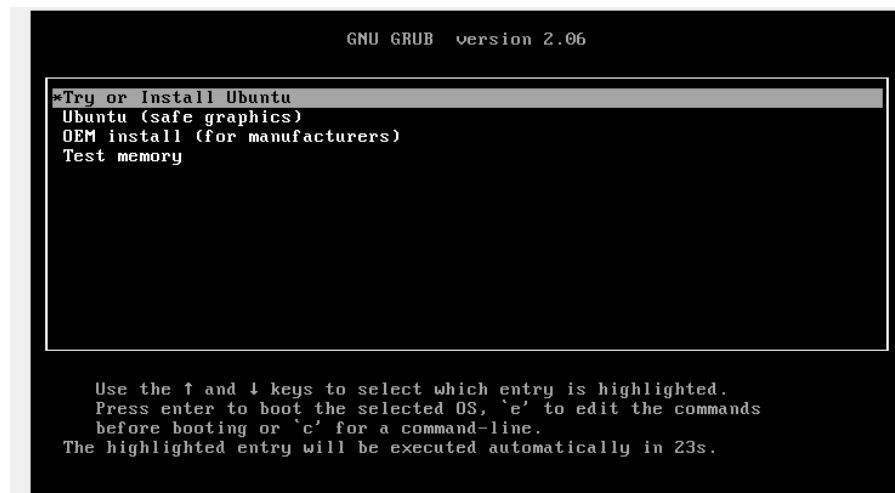 GNU GRUB version 2.06
*Try or Install Ubuntu
Ubuntu (safe graphics)
OEM install (for manufacturers)
Test memory
Use the ↑ and ↓ keys to select which entry is highlighted.
Press enter to boot the selected OS, `e' to edit the commands
before booting or `c' for a command-line.
The highlighted entry will be executed automatically in 23s.